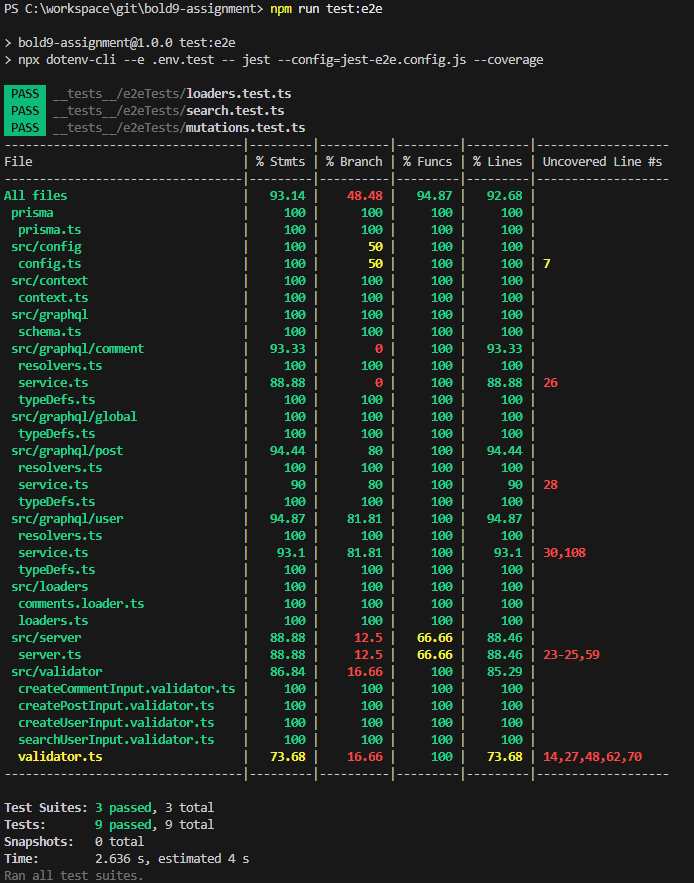 PS C:\workspace\git\bold9-assignment> npm run test:e2e
> bold9-assignment@1.0.0 test:e2e
> npx dotenv-cli --e .env.test -- jest --config=jest-e2e.config.js --coverage
PASS __tests__/e2eTests/loaders.test.ts
PASS __tests__/e2eTests/search.test.ts
PASS __tests__/e2eTests/mutations.test.ts
----------------------------------|---------|----------|---------|---------|-------------------
File | % Stmts | % Branch | % Funcs | % Lines | Uncovered Line #s
----------------------------------|---------|----------|---------|---------|-------------------
All files | 93.14 | 48.48 | 94.87 | 92.68 |
prisma | 100 | 100 | 100 | 100 |
prisma.ts | 100 | 100 | 100 | 100 |
src/config | 100 | 50 | 100 | 100 |
config.ts | 100 | 50 | 100 | 100 | 7
src/context | 100 | 100 | 100 | 100 |
context.ts | 100 | 100 | 100 | 100 |
src/graphql | 100 | 100 | 100 | 100 |
schema.ts | 100 | 100 | 100 | 100 |
src/graphql/comment | 93.33 | 0 | 100 | 93.33 |
resolvers.ts | 100 | 100 | 100 | 100 |
service.ts | 88.88 | 0 | 100 | 88.88 | 26
typeDefs.ts | 100 | 100 | 100 | 100 |
src/graphql/global | 100 | 100 | 100 | 100 |
typeDefs.ts | 100 | 100 | 100 | 100 |
src/graphql/post | 94.44 | 80 | 100 | 94.44 |
resolvers.ts | 100 | 100 | 100 | 100 |
service.ts | 90 | 80 | 100 | 90 | 28
typeDefs.ts | 100 | 100 | 100 | 100 |
src/graphql/user | 94.87 | 81.81 | 100 | 94.87 |
resolvers.ts | 100 | 100 | 100 | 100 |
service.ts | 93.1 | 81.81 | 100 | 93.1 | 30,108
typeDefs.ts | 100 | 100 | 100 | 100 |
src/loaders | 100 | 100 | 100 | 100 |
comments.loader.ts | 100 | 100 | 100 | 100 |
loaders.ts | 100 | 100 | 100 | 100 |
src/server | 88.88 | 12.5 | 66.66 | 88.46 |
server.ts | 88.88 | 12.5 | 66.66 | 88.46 | 23-25,59
src/validator | 86.84 | 16.66 | 100 | 85.29 |
createCommentInput.validator.ts | 100 | 100 | 100 | 100 |
createPostInput.validator.ts | 100 | 100 | 100 | 100 |
createUserInput.validator.ts | 100 | 100 | 100 | 100 |
searchUserInput.validator.ts | 100 | 100 | 100 | 100 |
validator.ts | 73.68 | 16.66 | 100 | 73.68 | 14,27,48,62,70
----------------------------------|---------|----------|---------|---------|-------------------
Test Suites: 3 passed, 3 total
Tests: 9 passed, 9 total
Snapshots: 0 total
Time: 2.636 s, estimated 4 s
Ran all test suites.